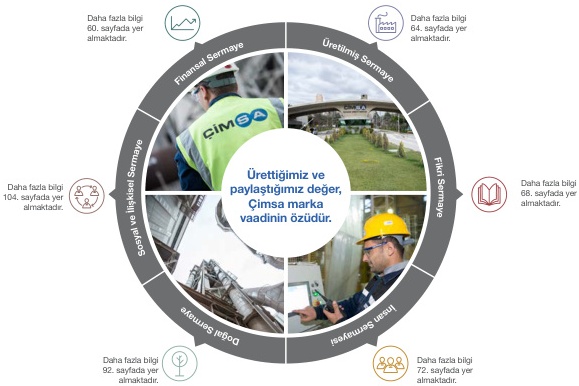 Daha fazla bilgi
60. sayfada yer
almaktadır.
Daha fazla bilgi
64. sayfada yer
almaktadır.
Finansal Sermaye
Üretilmiş Sermaye
ÇİMSA
Sosyal ve İlişkisel Sermaye
Fikri Sermaye
Daha fazla bilgi
104. sayfada yer
almaktadır.
Ürettiğimiz ve
paylaştığımız değer,
Çimsa marka
vaadinin özüdür.
Daha fazla bilgi
68. sayfada yer
almaktadır.
Doğal Sermaye
İnsan Sermayesi
Daha fazla bilgi
92. sayfada yer
almaktadır.
Daha fazla bilgi
72. sayfada yer
almaktadır.